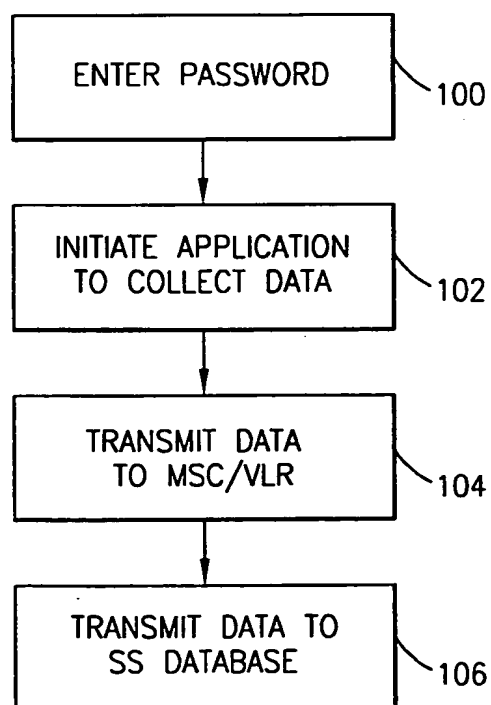 ENTER PASSWORD
100
INITIATE APPLICATION
TO COLLECT DATA
102
TRANSMIT DATA
TO MSC/VLR
104
TRANSMIT DATA TO
SS DATABASE
106